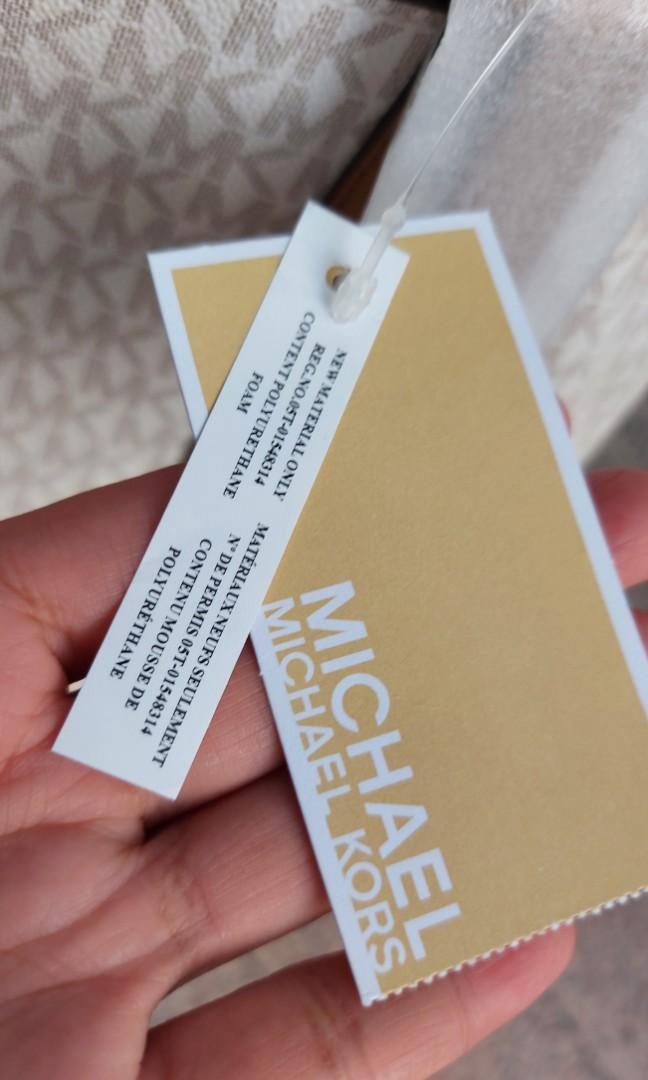 NEW MATERIAL ONLY
REG.NO.05T-01548314
CONTENT POLYURETHANE
FOAM
MATÉRIAUX NEUFS SEULEMENT
N° DE PERMIS 05T-01548314
CONTENU MOUSSE DE
POLYURÉTHANE
MICHAEL
MICHAEL KORS